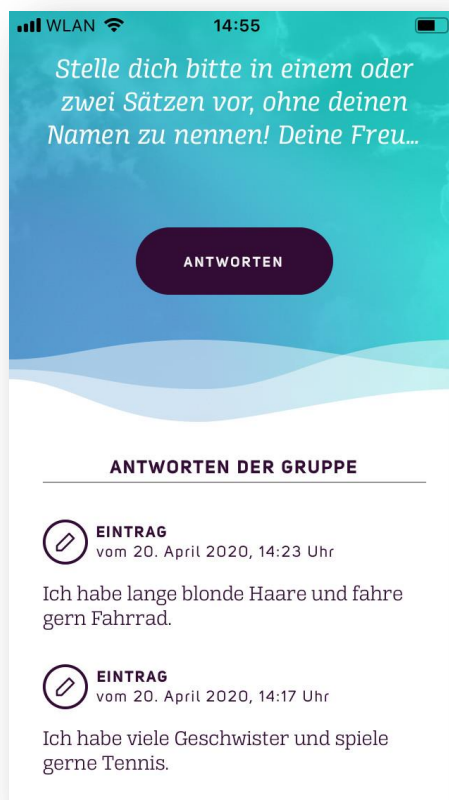 WLAN 14:55
Stelle dich bitte in einem oder
zwei Sätzen vor, ohne deinen
Namen zu nennen! Deine Freu…
ANTWORTEN
ANTWORTEN DER GRUPPE
EINTRAG
vom 20. April 2020, 14:23 Uhr
Ich habe lange blonde Haare und fahre
gern Fahrrad.
EINTRAG
vom 20. April 2020, 14:17 Uhr
Ich habe viele Geschwister und spiele
gerne Tennis.